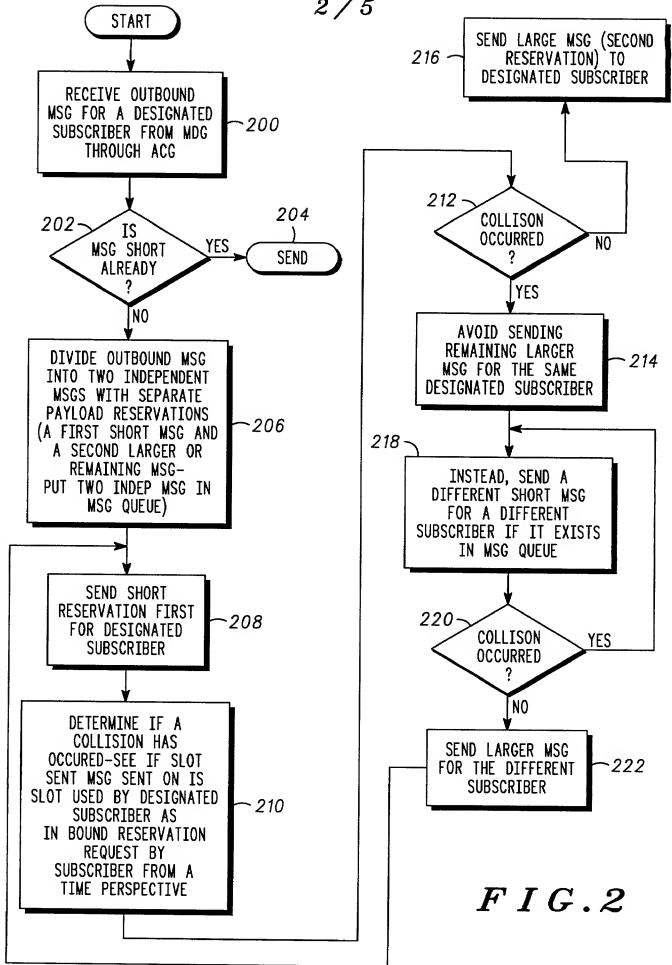 2/5
START
RECEIVE OUTBOUND
MSG FOR A DESIGNATED
SUBSCRIBER FROM MDG
THROUGH ACG
200
202
IS
MSG SHORT
ALREADY
?
YES
204
SEND
NO
DIVIDE OUTBOUND MSG
INTO TWO INDEPENDENT
MSGS WITH SEPARATE
PAYLOAD RESERVATIONS
(A FIRST SHORT MSG AND
A SECOND LARGER OR
REMAINING MSG-
PUT TWO INDEP MSG IN
MSG QUEUE)
206
SEND SHORT
RESERVATION FIRST
FOR DESIGNATED
SUBSCRIBER
208
DETERMINE IF A
COLLISION HAS
OCCURED-SEE IF SLOT
SENT MSG SENT ON IS
SLOT USED BY DESIGNATED
SUBSCRIBER AS
IN BOUND RESERVATION
REQUEST BY
SUBSCRIBER FROM A
TIME PERSPECTIVE
210
216
SEND LARGE MSG (SECOND
RESERVATION) TO
DESIGNATED SUBSCRIBER
212
COLLISON
OCCURRED
?
NO
YES
AVOID SENDING
REMAINING LARGER
MSG FOR THE SAME
DESIGNATED SUBSCRIBER
214
218
INSTEAD, SEND A
DIFFERENT SHORT MSG
FOR A DIFFERENT
SUBSCRIBER IF IT EXISTS
IN MSG QUEUE
220
COLLISON
OCCURRED
?
YES
NO
SEND LARGER MSG
FOR THE DIFFERENT
SUBSCRIBER
222
FIG.2